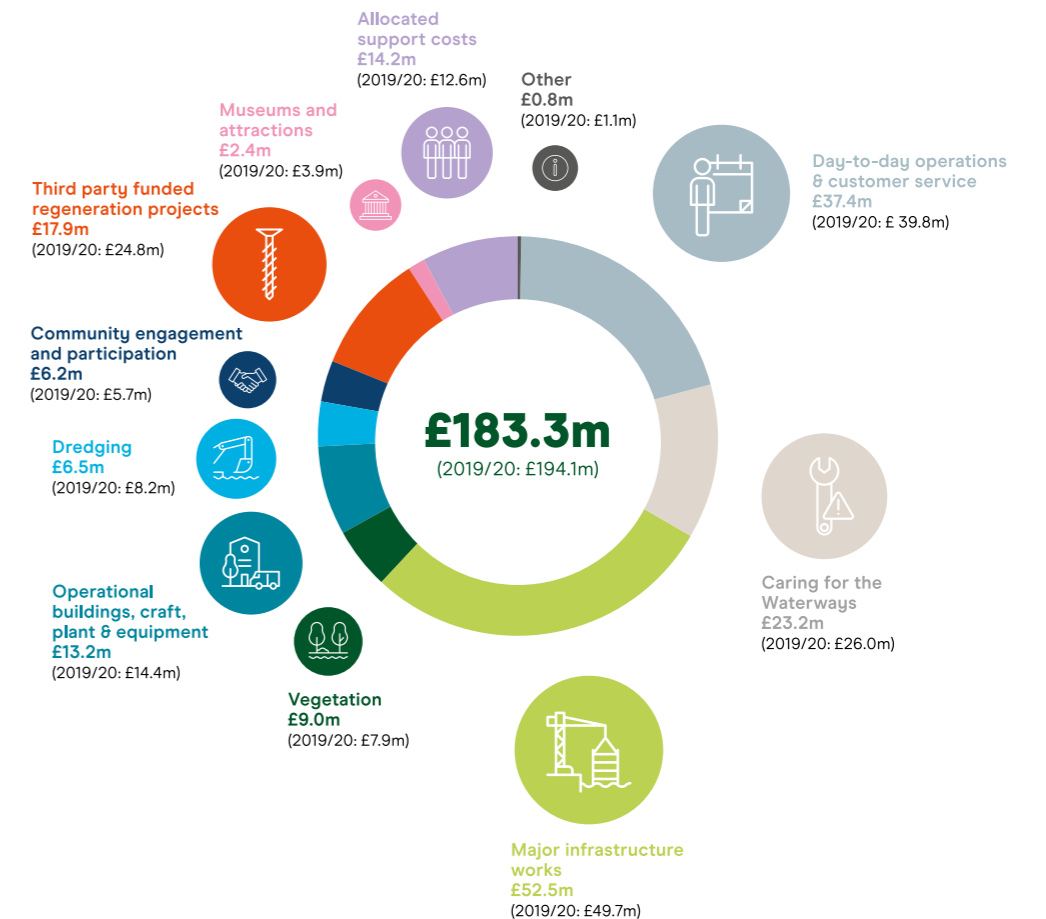 Allocated
support costs
£14.2m
(2019/20: £12.6m)
Other
£0.8m
(2019/20: £1.1m)
Museums and
attractions
£2.4m
(2019/20: £3.9m)
Day-to-day operations
& customer service
£37.4m
(2019/20: £ 39.8m)
Third party funded
regeneration projects
£17.9m
(2019/20: £24.8m)
Community engagement
and participation
£6.2m
(2019/20: £5.7m)
£183.3m
(2019/20: £194.1m)
Dredging
£6.5m
(2019/20: £8.2m)
Operational
buildings, craft,
plant & equipment
£13.2m
(2019/20: £14.4m)
Caring for the
Waterways
£23.2m
(2019/20: £26.0m)
Vegetation
£9.0m
(2019/20: £7.9m)
Major infrastructure
works
£52.5m
(2019/20: £49.7m)